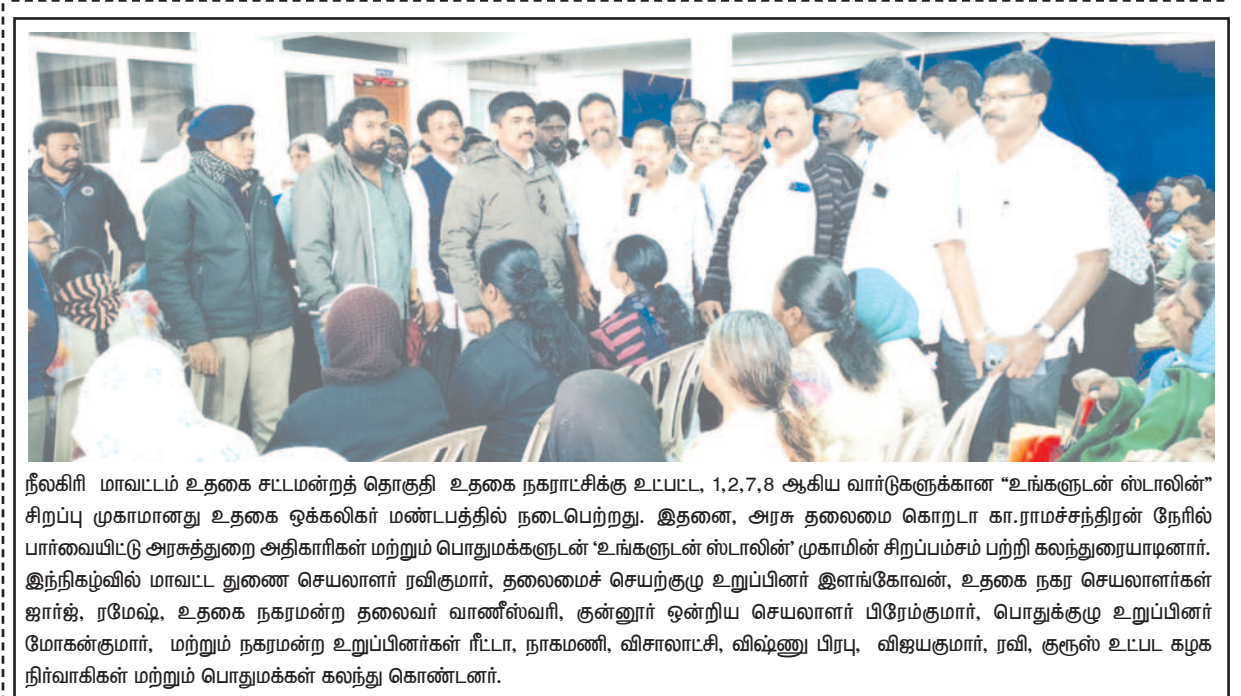 நீலகிரி மாவட்டம் உதகை சட்டமன்றத் தொகுதி உதகை நகராட்சிக்கு உட்பட்ட, 1,2,7,8 ஆகிய வார்டுகளுக்கான “உங்களுடன் ஸ்டாலின்”
சிறப்பு முகாமானது உதகை ஒக்கலிகர் மண்டபத்தில் நடைபெற்றது. இதனை, அரசு தலைமை கொறடா கா.ராமச்சந்திரன் நேரில்
பார்வையிட்டு அரசுத்துறை அதிகாரிகள் மற்றும் பொதுமக்களுடன் ‘உங்களுடன் ஸ்டாலின்’ முகாமின் சிறப்பம்சம் பற்றி கலந்துரையாடினார்.
இந்நிகழ்வில் மாவட்ட துணை செயலாளர் ரவிகுமார், தலைமைச் செயற்குழு உறுப்பினர் இளங்கோவன், உதகை நகர செயலாளர்கள்
ஜார்ஜ், ரமேஷ், உதகை நகரமன்ற தலைவர் வாணீஸ்வரி, குன்னூர் ஒன்றிய செயலாளர் பிரேம்குமார், பொதுக்குழு உறுப்பினர்
மோகன்குமார், மற்றும் நகரமன்ற உறுப்பினர்கள் ரீட்டா, நாகமணி, விசாலாட்சி, விஷ்ணு பிரபு, விஜயகுமார், ரவி, குரூஸ் உட்பட கழக
நிர்வாகிகள் மற்றும் பொதுமக்கள் கலந்து கொண்டனர்.